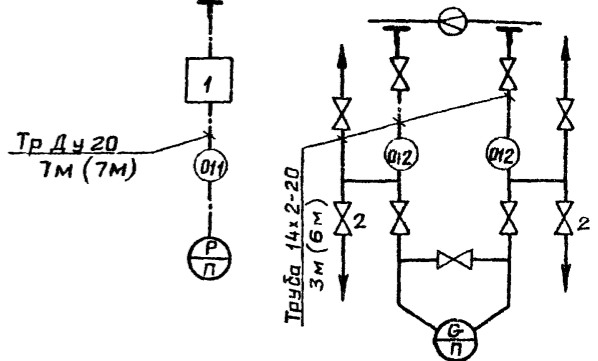 1
Тр Ду 20
7м (7м)
011
Р
П
012
012
Труба 14х2-20
3м (6м)
2
2
G
П